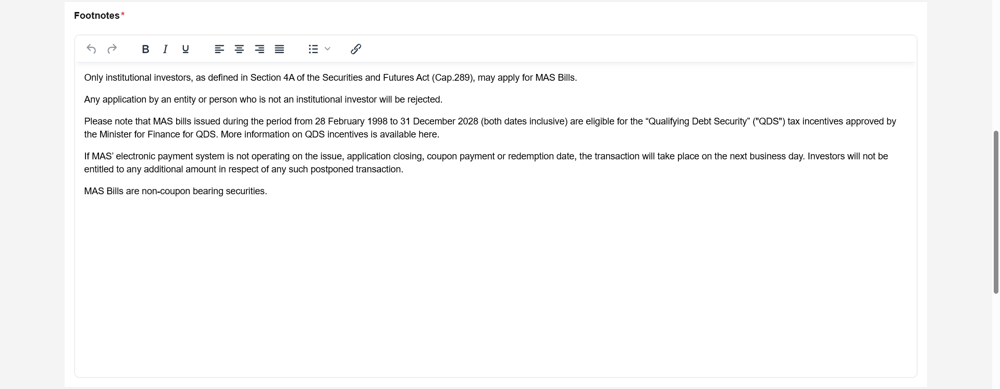 Footnotes*
B I U
Only institutional investors, as defined in Section 4A of the Securities and Futures Act (Cap.289), may apply for MAS Bills.
Any application by an entity or person who is not an institutional investor will be rejected.
Please note that MAS bills issued during the period from 28 February 1998 to 31 December 2028 (both dates inclusive) are eligible for the “Qualifying Debt Security” ("QDS") tax incentives approved by
the Minister for Finance for QDS. More information on QDS incentives is available here.
If MAS’ electronic payment system is not operating on the issue, application closing, coupon payment or redemption date, the transaction will take place on the next business day. Investors will not be
entitled to any additional amount in respect of any such postponed transaction.
MAS Bills are non-coupon bearing securities.